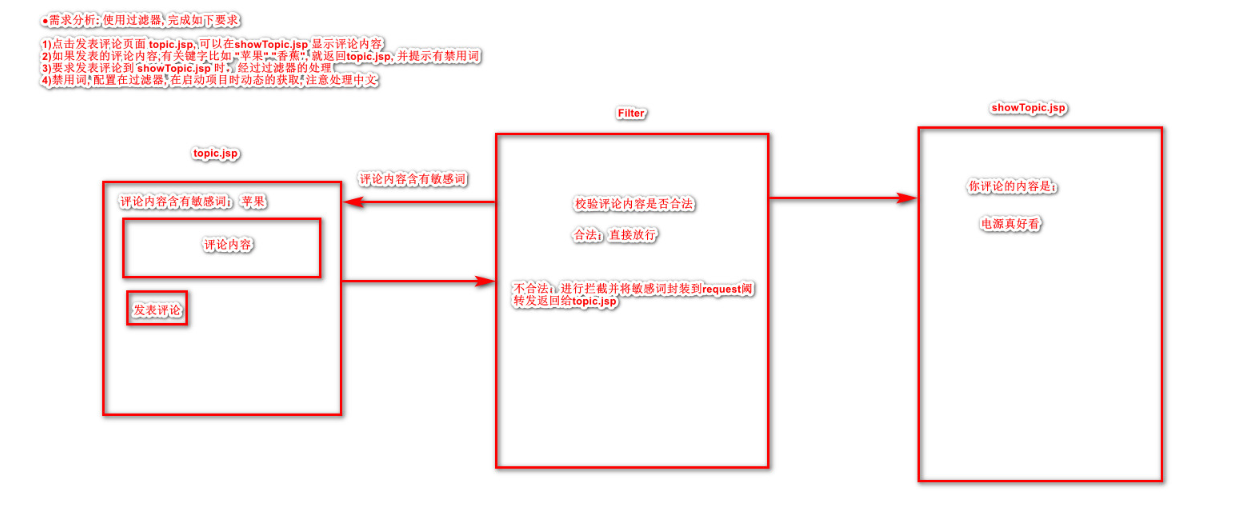 ●需求分析: 使用过滤器, 完成如下要求
1)点击发表评论页面 topic.jsp, 可以在showTopic.jsp 显示评论内容
2)如果发表的评论内容,有关键字比如 "苹果" "香蕉", 就返回topic.jsp, 并提示有禁用词
3)要求发表评论到 showTopic.jsp 时， 经过过滤器的处理
4)禁用词, 配置在过滤器, 在启动项目时动态的获取, 注意处理中文
topic.jsp
评论内容含有敏感词： 苹果
评论内容
发表评论
评论内容含有敏感词
Filter
校验评论内容是否合法
合法：直接放行
不合法：进行拦截并将敏感词封装到request阈
转发返回给topic.jsp
showTopic.jsp
你评论的内容是：
电源真好看